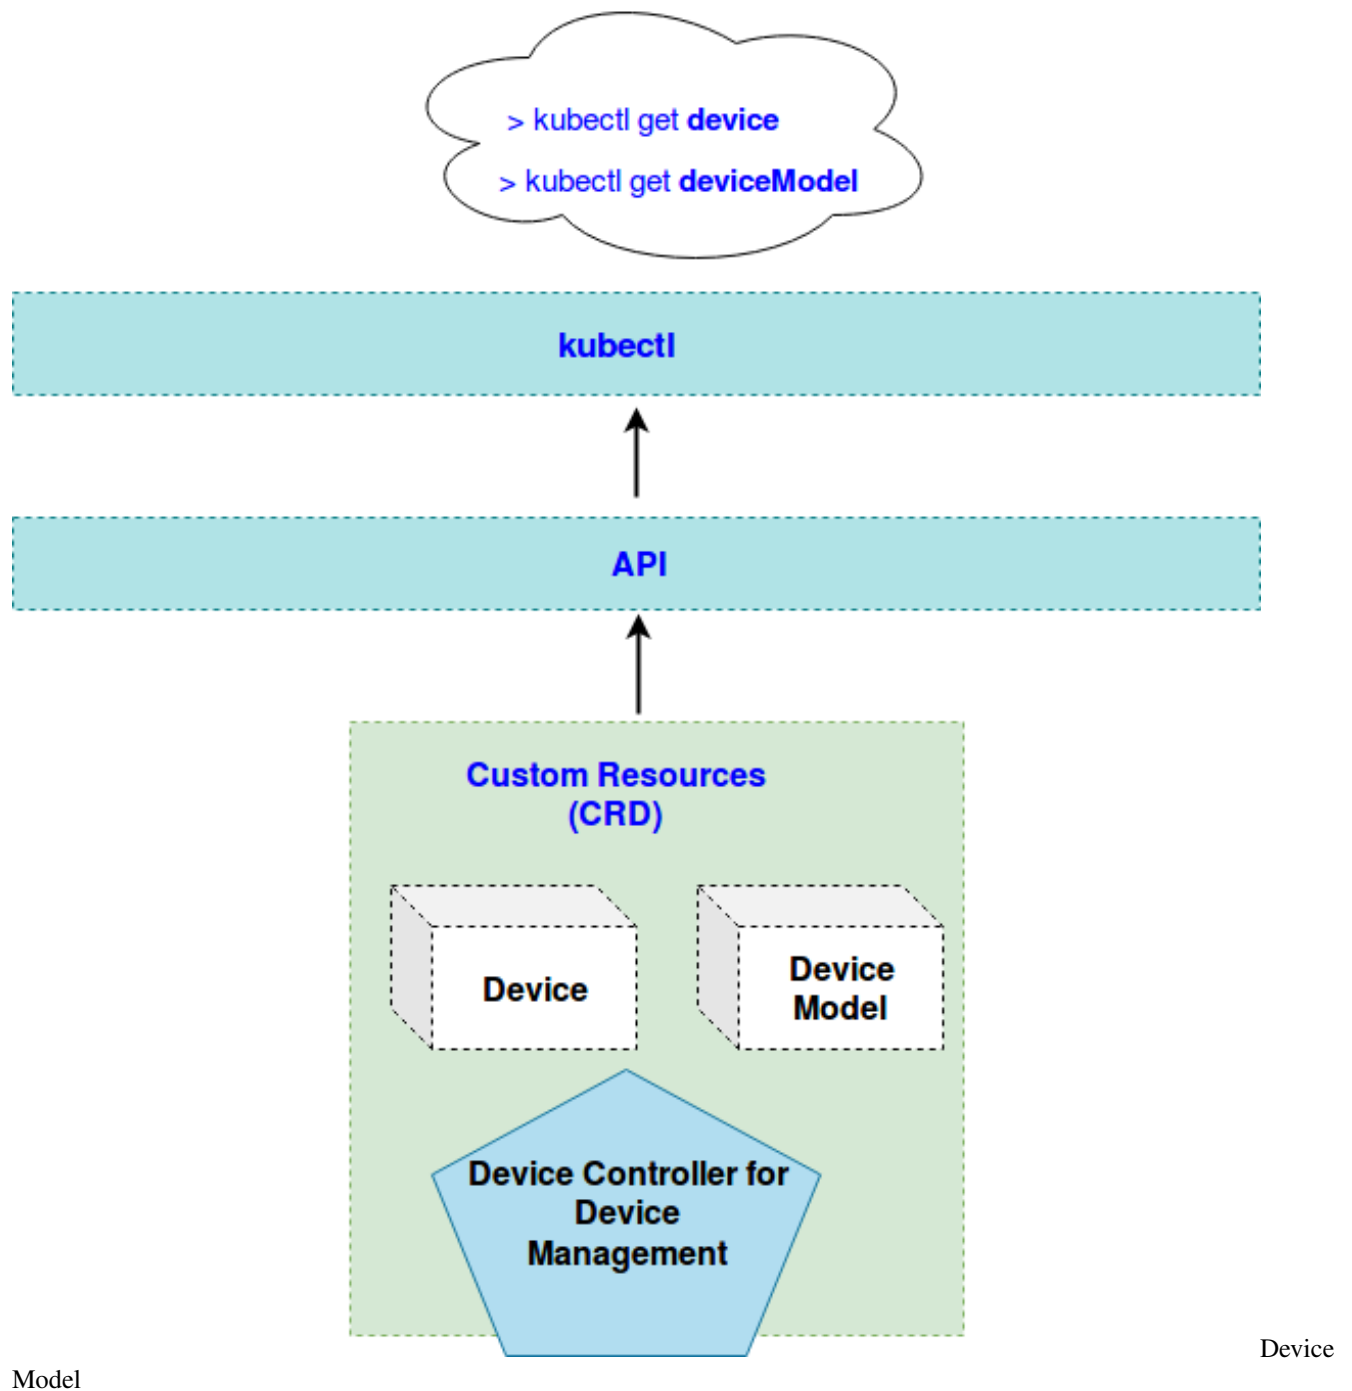 > kubectl get device
> kubectl get deviceModel
kubectl
API
Custom Resources
(CRD)
Device
Device
Model
Device Controller for
Device
Management
Device
Model